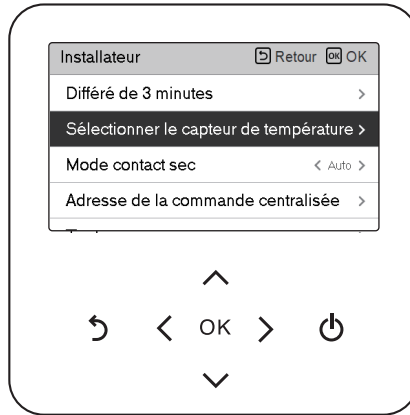 Installateur Retour OK OK
Différé de 3 minutes >
Sélectionner le capteur de température >
Mode contact sec < Auto >
Adresse de la commande centralisée >
OK